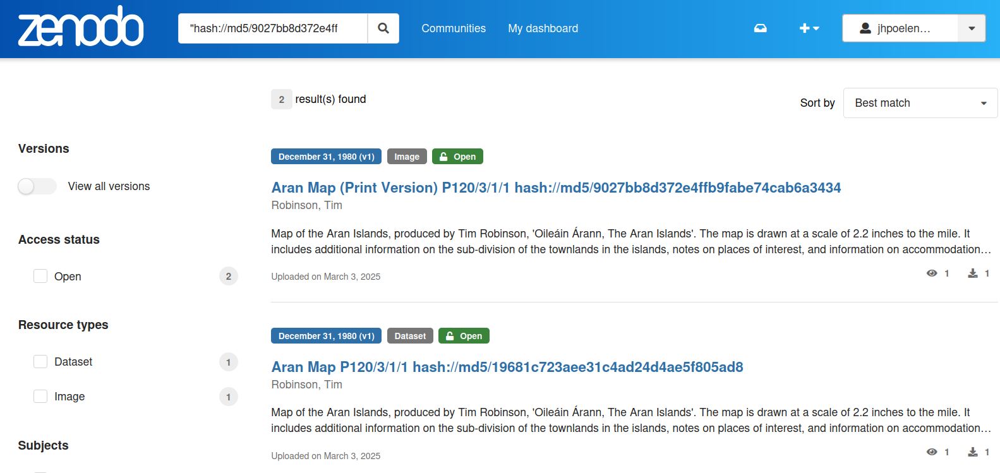 zenodo
"hash://md5/9027bb8d372e4ff
Communities
My dashboard
jhpoelen...
2 result(s) found
Sort by
Best match
Versions
View all versions
Access status
Open 2
Resource types
Dataset 1
Image 1
Subjects
December 31, 1980 (v1) Image Open
Aran Map (Print Version) P120/3/1/1 hash://md5/9027bb8d372e4ffb9fabe74cab6a3434
Robinson, Tim
Map of the Aran Islands, produced by Tim Robinson, 'Oileáin Árann, The Aran Islands'. The map is drawn at a scale of 2.2 inches to the mile. It
includes additional information on the sub-division of the townlands in the islands, notes on places of interest, and information on accommodation...
Uploaded on March 3, 2025
1 1
December 31, 1980 (v1) Dataset Open
Aran Map P120/3/1/1 hash://md5/19681c723aee31c4ad24d4ae5f805ad8
Robinson, Tim
Map of the Aran Islands, produced by Tim Robinson, 'Oileáin Árann, The Aran Islands'. The map is drawn at a scale of 2.2 inches to the mile. It
includes additional information on the sub-division of the townlands in the islands, notes on places of interest, and information on accommodation...
Uploaded on March 3, 2025
1 1